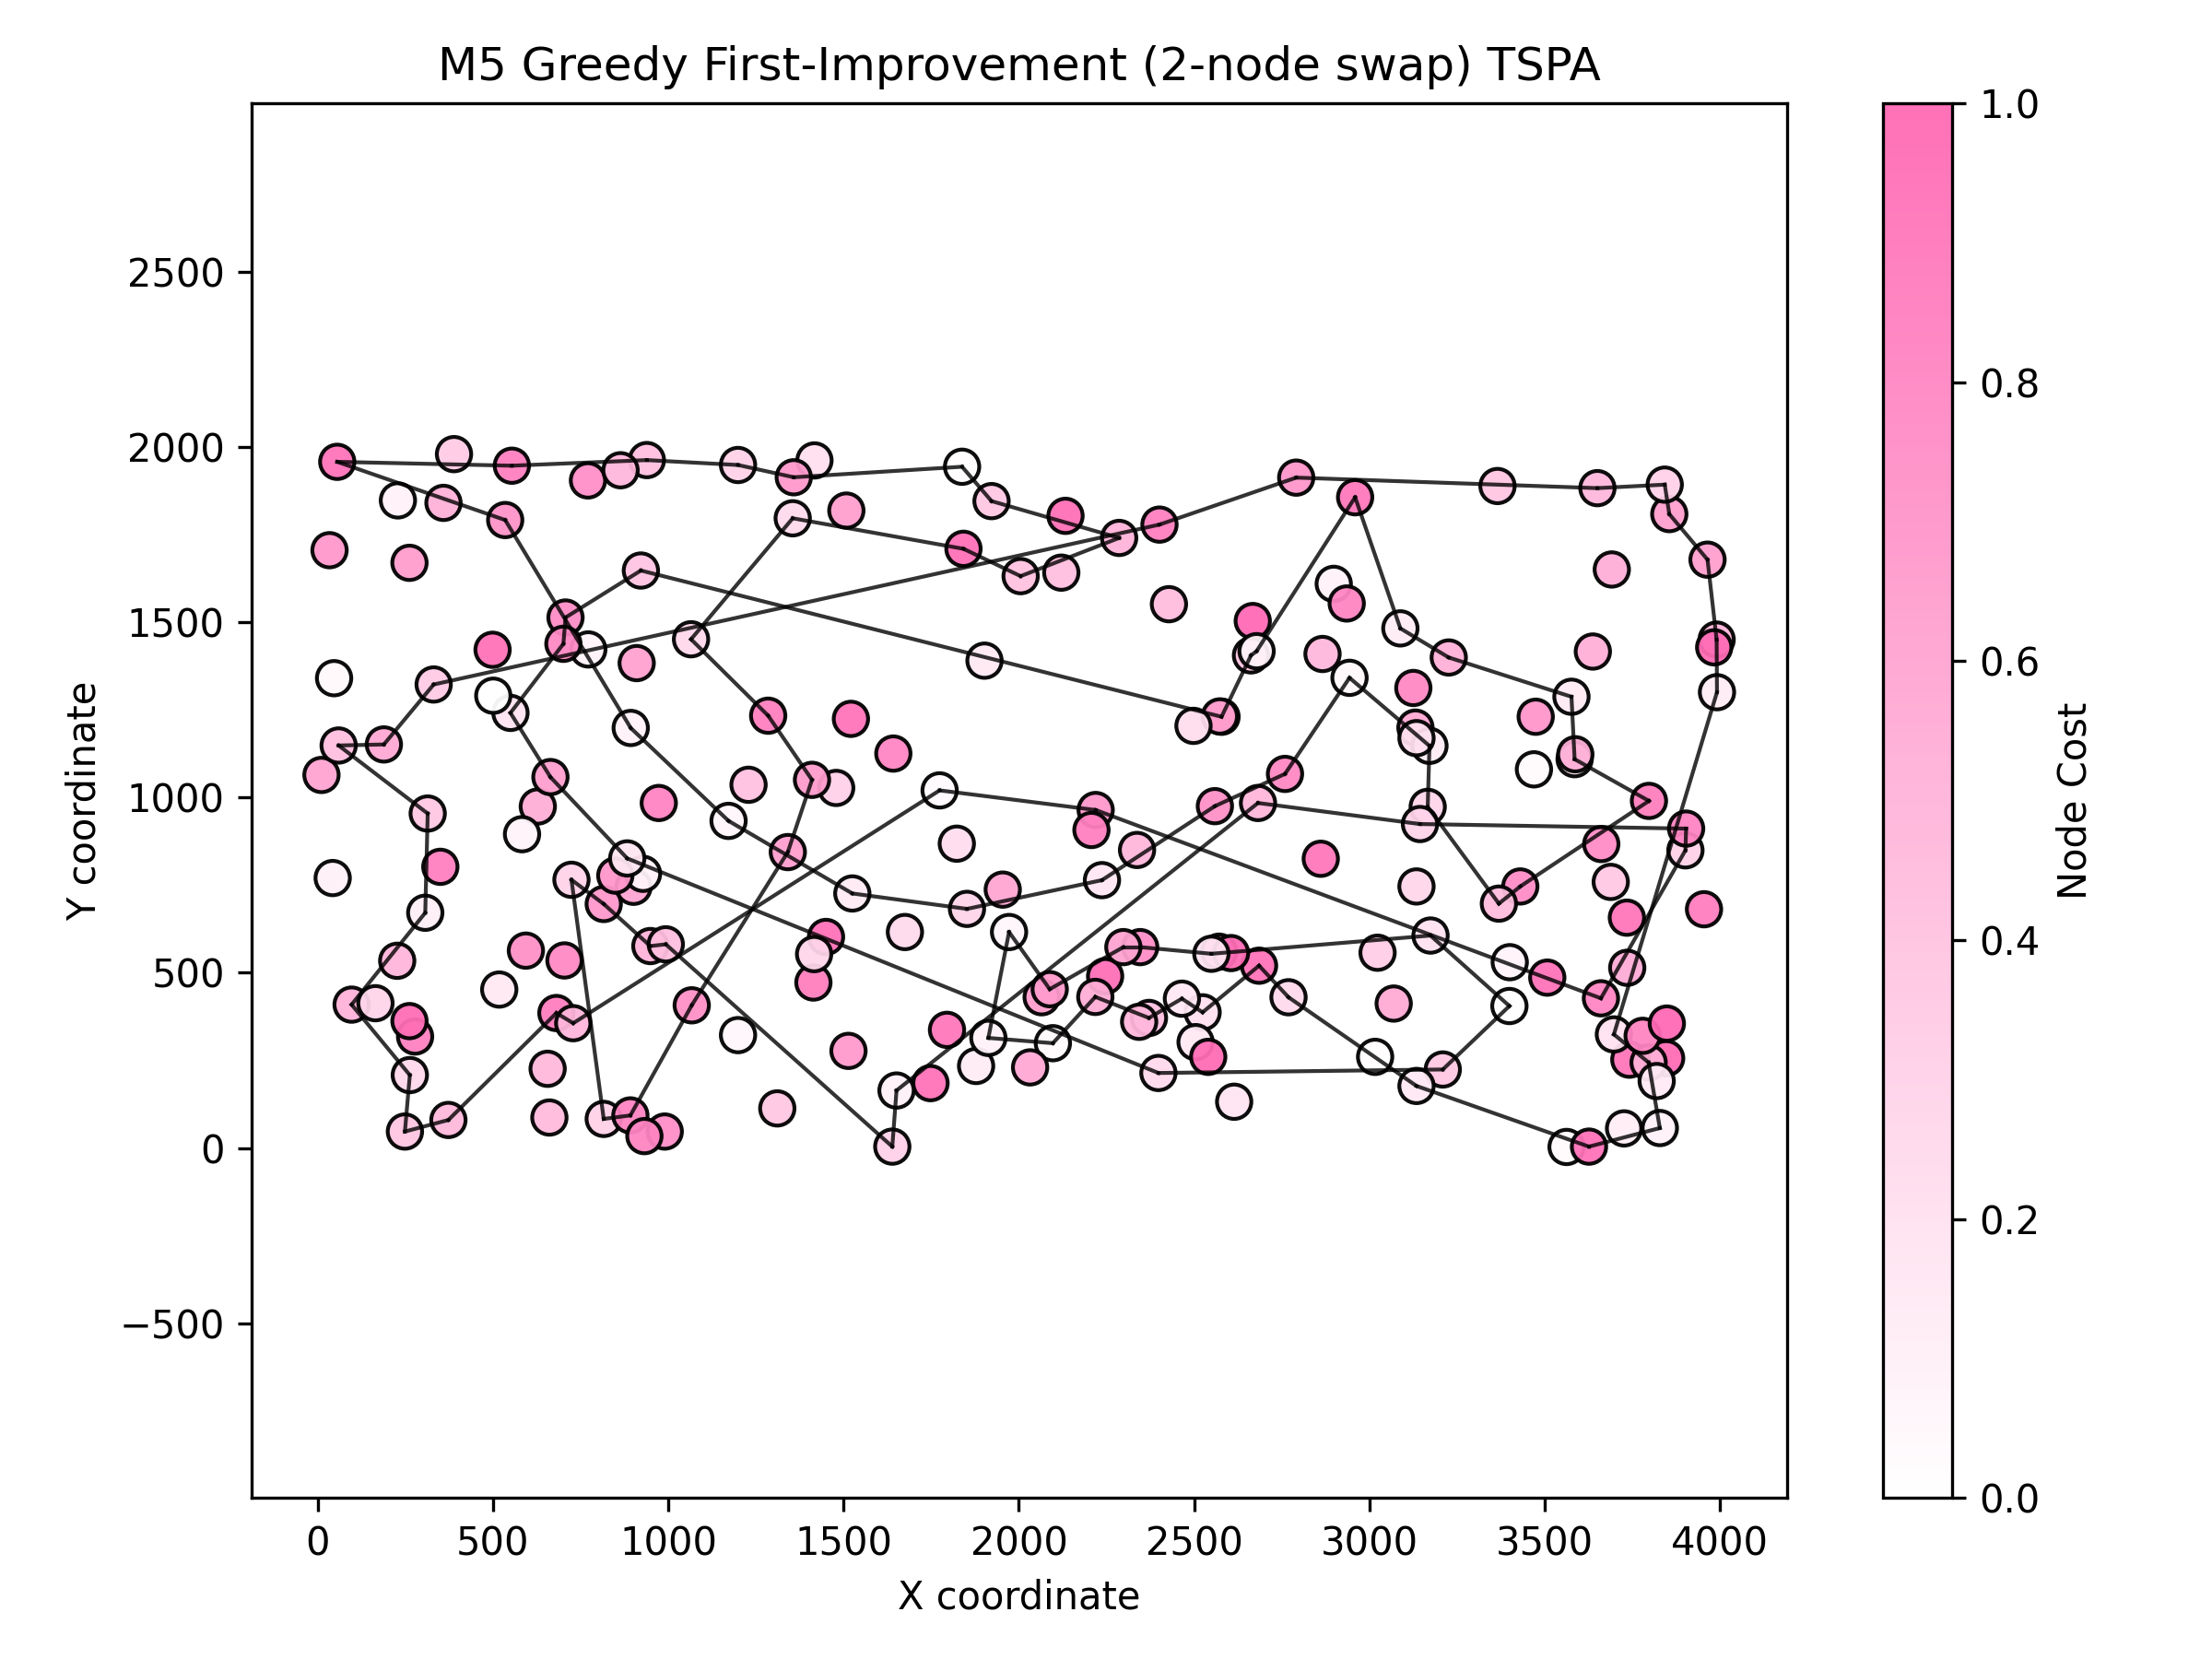 M5 Greedy First-Improvement (2-node swap) TSPA
1.0
0.8
0.6
0.4
0.2
0.0
Node Cost
2500
2000
1500
1000
500
0
−500
Y coordinate
0 500 1000 1500 2000 2500 3000 3500 4000
X coordinate